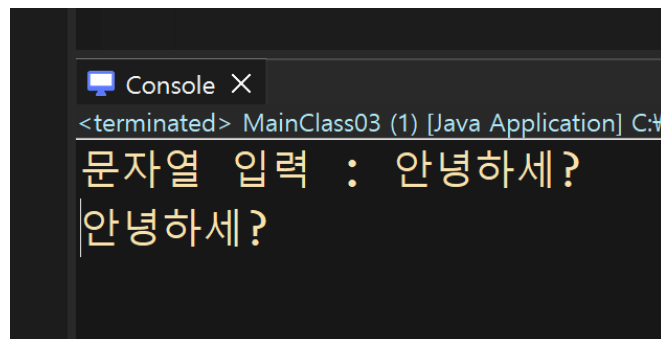 Console
<terminated> MainClass03 (1) [Java Application] C:\
문자열 입력 : 안녕하세?
안녕하세?